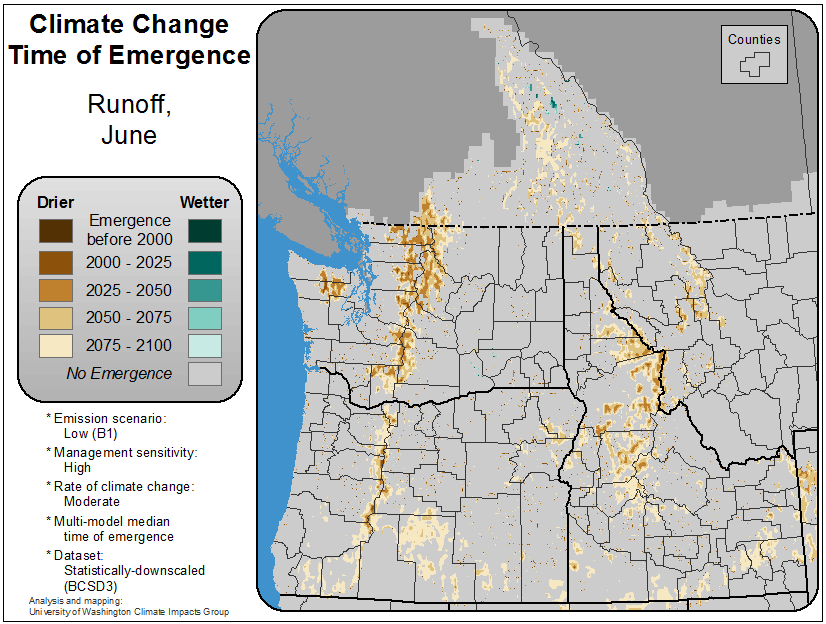 Climate Change
Time of Emergence
Runoff,
June
Drier
Wetter
Emergence
before 2000
2000 - 2025
2025 - 2050
2050 - 2075
2075 - 2100
No Emergence
* Emission scenario:
Low (B1)
* Management sensitivity:
High
* Rate of climate change:
Moderate
* Multi-model median
time of emergence
* Dataset:
Statistically-downscaled
(BCSD3)
Analysis and mapping:
University of Washington Climate Impacts Group
Counties